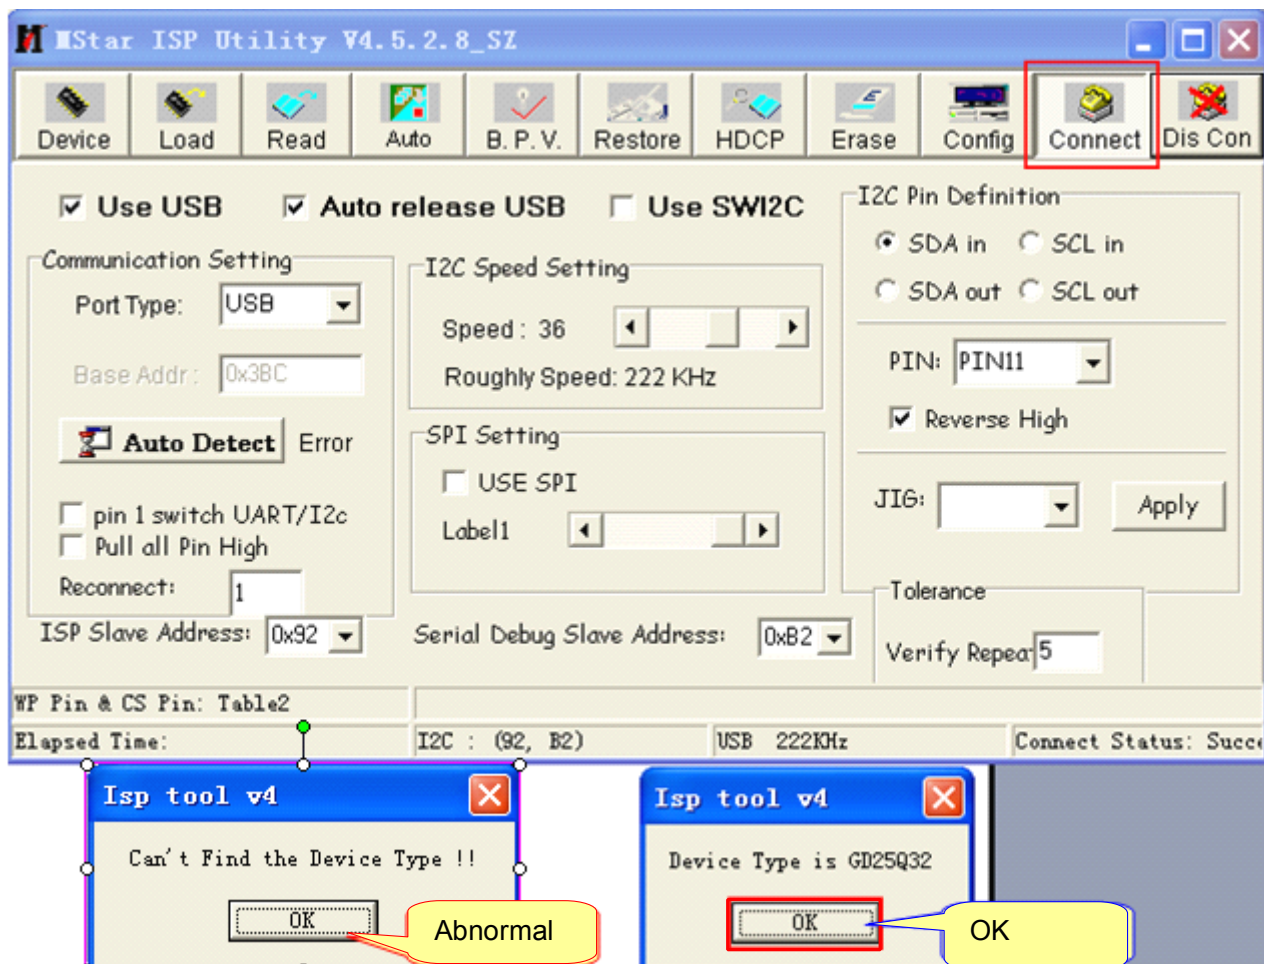 MStar ISP Utility V4.5.2.8_SZ
Device Load Read Auto B.P.V. Restore HDCP Erase Config Connect Dis Con
Use USB Auto release USB Use SWI2C
I2C Pin Definition
SDA in SCL in
SDA out SCL out
PIN: PIN11
Reverse High
JIG: Apply
Communication Setting
Port Type: USB
Base Addr: 0x3BC
Auto Detect Error
pin 1 switch UART/I2c
Pull all Pin High
Reconnect: 1
I2C Speed Setting
Speed : 36
Roughly Speed: 222 KHz
SPI Setting
USE SPI
Label1
ISP Slave Address: 0x92
Serial Debug Slave Address: 0xB2
Tolerance
Verify Repea 5
WP Pin & CS Pin: Table2
Elapsed Time: I2C : (92, B2) USB 222KHz Connect Status: Succe
Isp tool v4
Can't Find the Device Type !!
OK
Abnormal
Isp tool v4
Device Type is GD25Q32
OK
OK